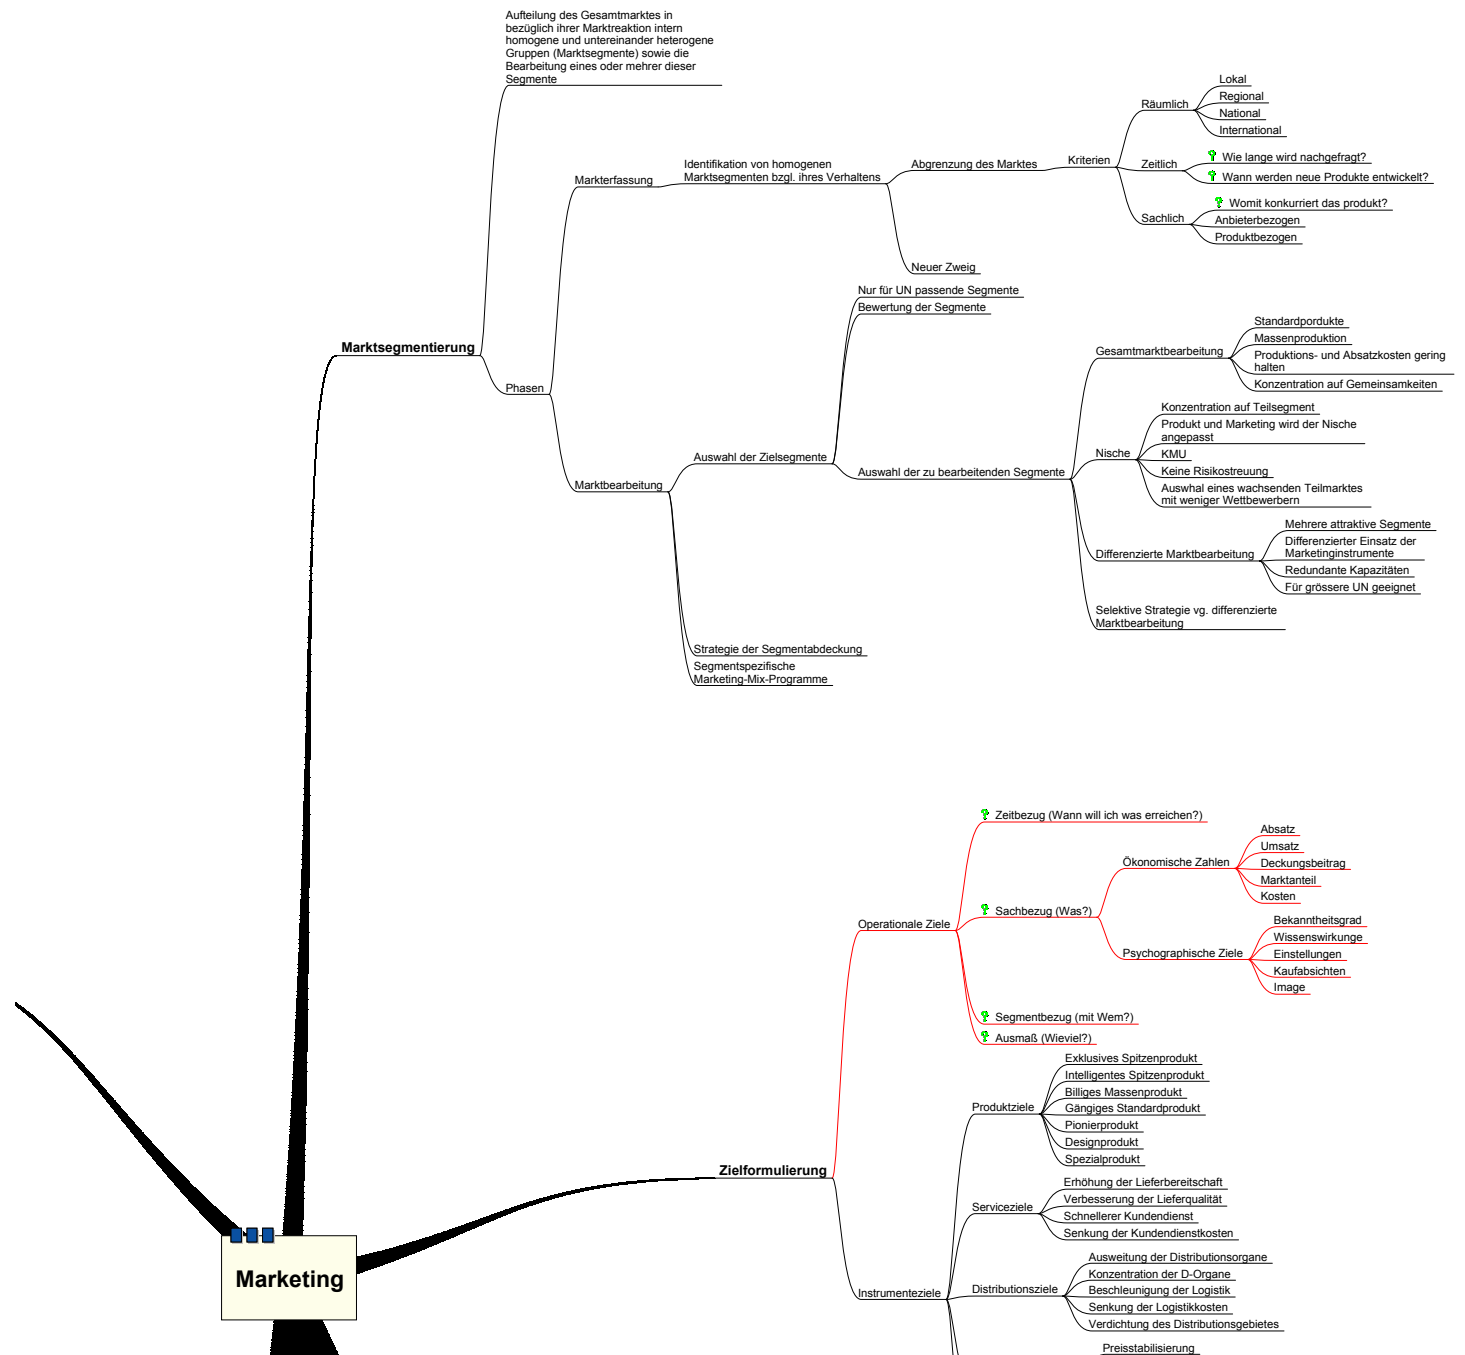 Aufteilung des Gesamtmarktes in
bezüglich ihrer Marktreaktion intern
homogene und untereinander heterogene
Gruppen (Marktsegmente) sowie die
Bearbeitung eines oder mehrer dieser
Segmente
Marktsegmentierung
Phasen
Markterfassung
Identifikation von homogenen
Marktsegmenten bzgl. ihres Verhaltens
Abgrenzung des Marktes
Kriterien
Räumlich
Lokal
Regional
National
International
Zeitlich
Wie lange wird nachgefragt?
Wann werden neue Produkte entwickelt?
Sachlich
Womit konkurriert das produkt?
Anbieterbezogen
Produktbezogen
Neuer Zweig
Marktbearbeitung
Auswahl der Zielsegmente
Nur für UN passende Segmente
Bewertung der Segmente
Auswahl der zu bearbeitenden Segmente
Gesamtmarktbearbeitung
Standardpordukte
Massenproduktion
Produktions- und Absatzkosten gering
halten
Konzentration auf Gemeinsamkeiten
Nische
Konzentration auf Teilsegment
Produkt und Marketing wird der Nische
angepasst
KMU
Keine Risikostreuung
Auswhal eines wachsenden Teilmarktes
mit weniger Wettbewerbern
Differenzierte Marktbearbeitung
Mehrere attraktive Segmente
Differenzierter Einsatz der
Marketinginstrumente
Redundante Kapazitäten
Für grössere UN geeignet
Selektive Strategie vg. differenzierte
Marktbearbeitung
Strategie der Segmentabdeckung
Segmentspezifische
Marketing-Mix-Programme
Zielformulierung
Operationale Ziele
Zeitbezug (Wann will ich was erreichen?)
Sachbezug (Was?)
Ökonomische Zahlen
Absatz
Umsatz
Deckungsbeitrag
Marktanteil
Kosten
Psychographische Ziele
Bekanntheitsgrad
Wissenswirkunge
Einstellungen
Kaufabsichten
Image
Segmentbezug (mit Wem?)
Ausmaß (Wieviel?)
Instrumenteziele
Produktziele
Exklusives Spitzenprodukt
Intelligentes Spitzenprodukt
Billiges Massenprodukt
Gängiges Standardprodukt
Pionierprodukt
Designprodukt
Spezialprodukt
Serviceziele
Erhöhung der Lieferbereitschaft
Verbesserung der Lieferqualität
Schnellerer Kundendienst
Senkung der Kundendienstkosten
Distributionsziele
Ausweitung der Distributionsorgane
Konzentration der D-Organe
Beschleunigung der Logistik
Senkung der Logistikkosten
Verdichtung des Distributionsgebietes
Preisstabilisierung
Marketing